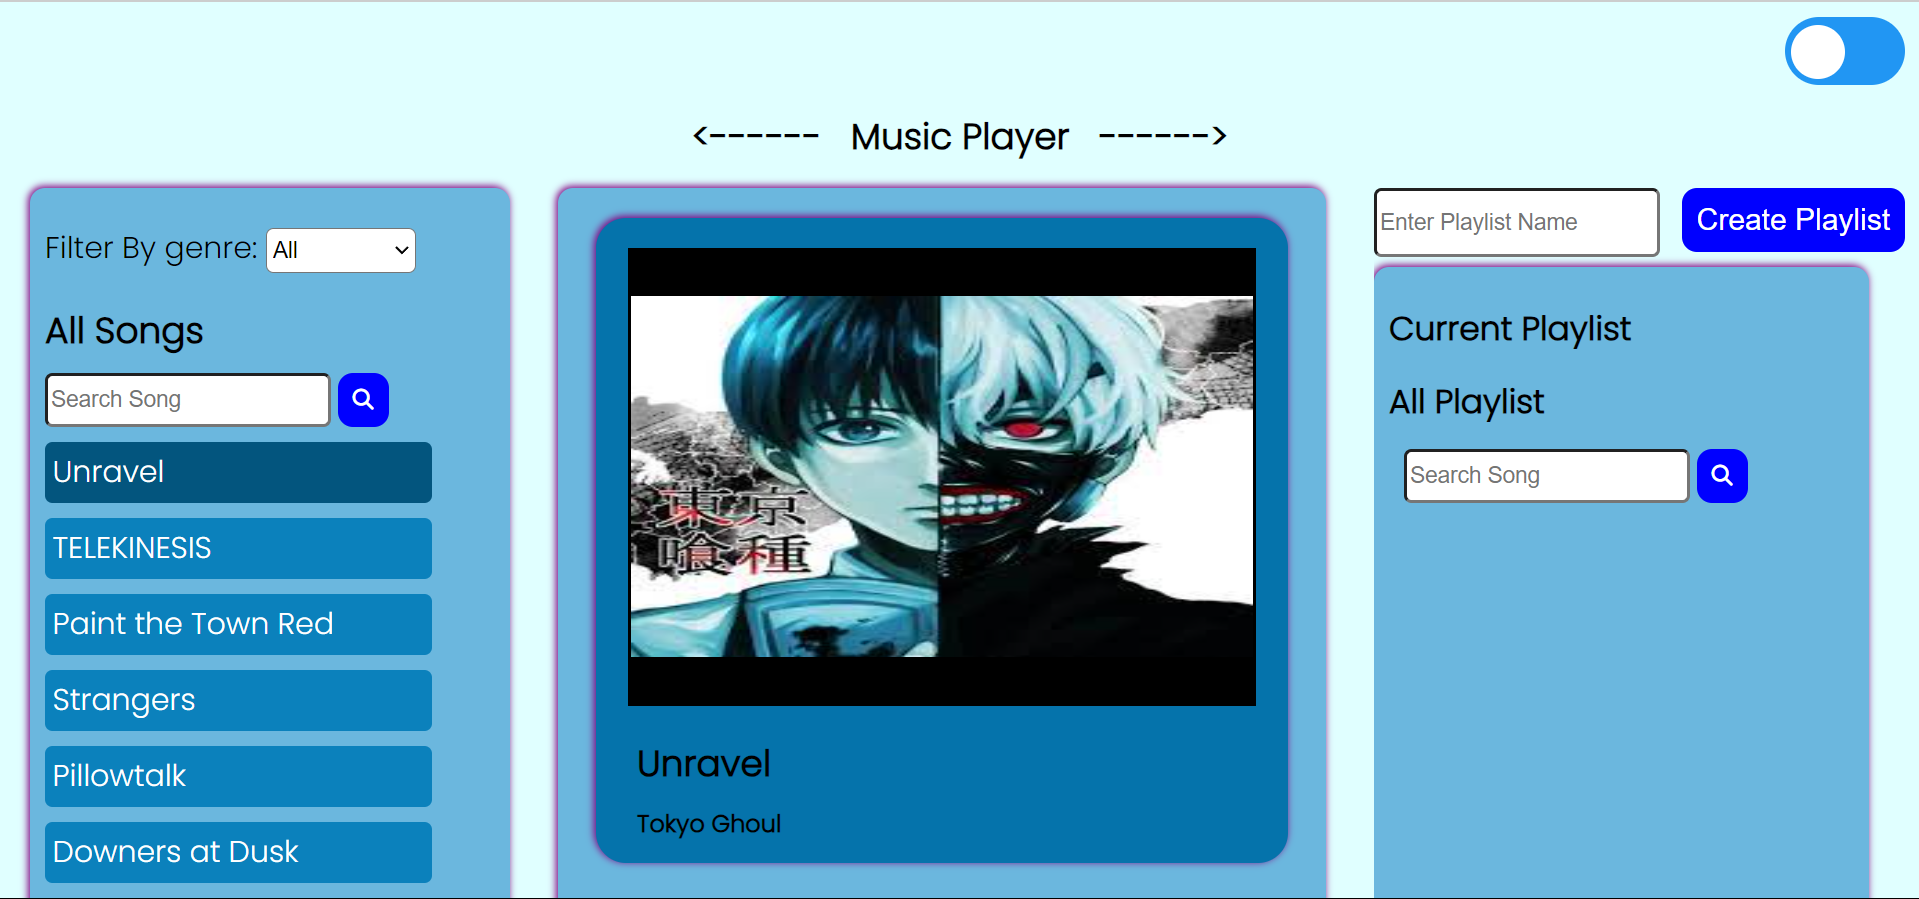 <------ Music Player ------>
Filter By genre: All
All Songs
Search Song
Unravel
TELEKINESIS
Paint the Town Red
Strangers
Pillowtalk
Downers at Dusk
東京
喰種
Unravel
Tokyo Ghoul
Enter Playlist Name
Create Playlist
Current Playlist
All Playlist
Search Song